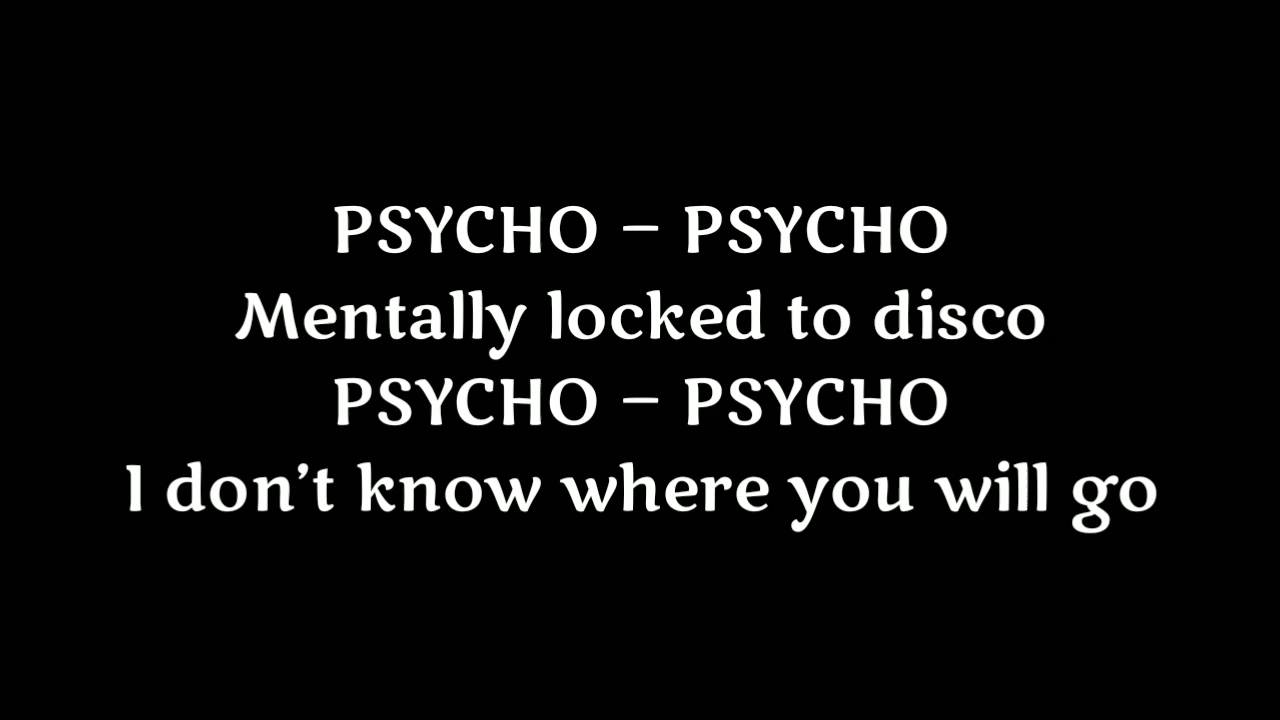 PSYCHO – PSYCHO
Mentally locked to disco
PSYCHO – PSYCHO
I don’t know where you will go